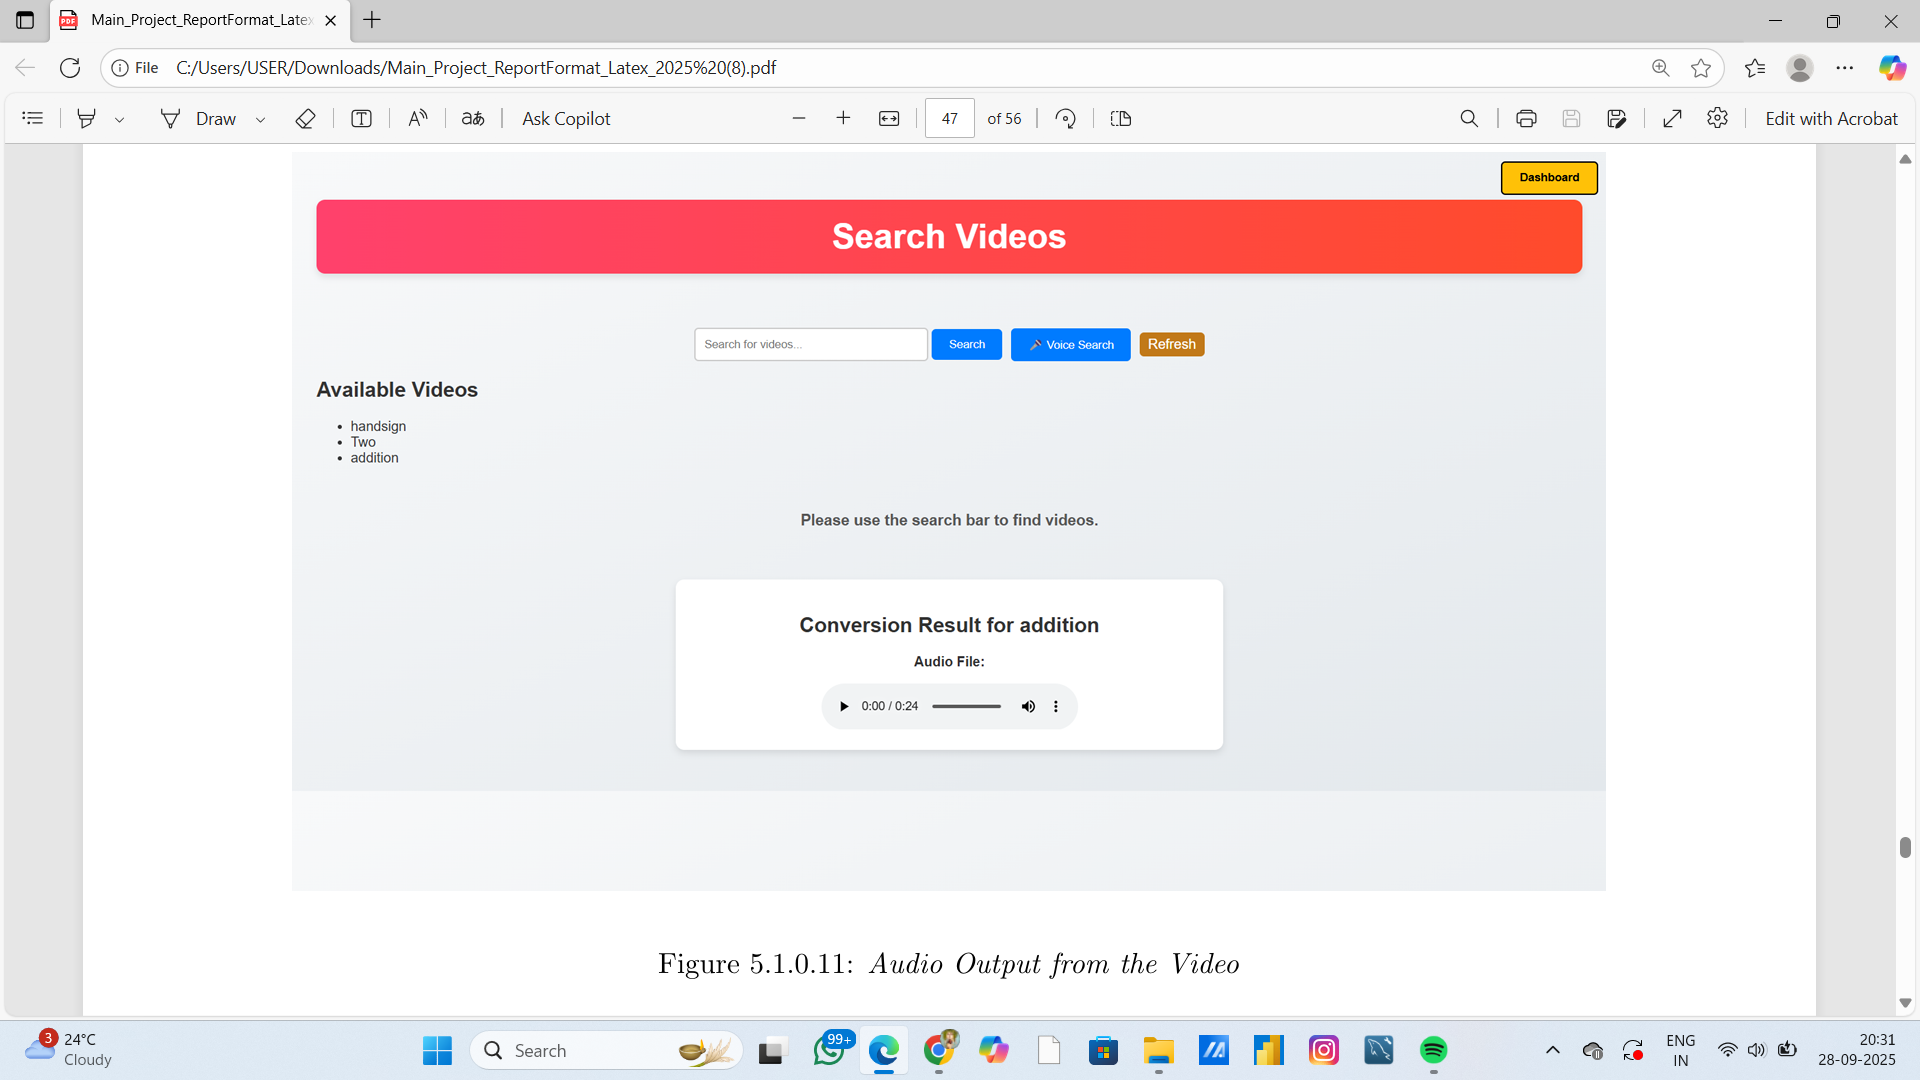 Main_Project_ReportFormat_Late
File C:/Users/USER/Downloads/Main_Project_ReportFormat_Latex_2025%20(8).pdf
Draw Ask Copilot 47 of 56 Edit with Acrobat
Dashboard
Search Videos
Search for videos... Search Voice Search Refresh
Available Videos
• handsign
• Two
• addition
Please use the search bar to find videos.
Conversion Result for addition
Audio File:
0:00 / 0:24
Figure 5.1.0.11: Audio Output from the Video
3 24°C
Cloudy
Search
99+
ENG
IN
20:31
28-09-2025